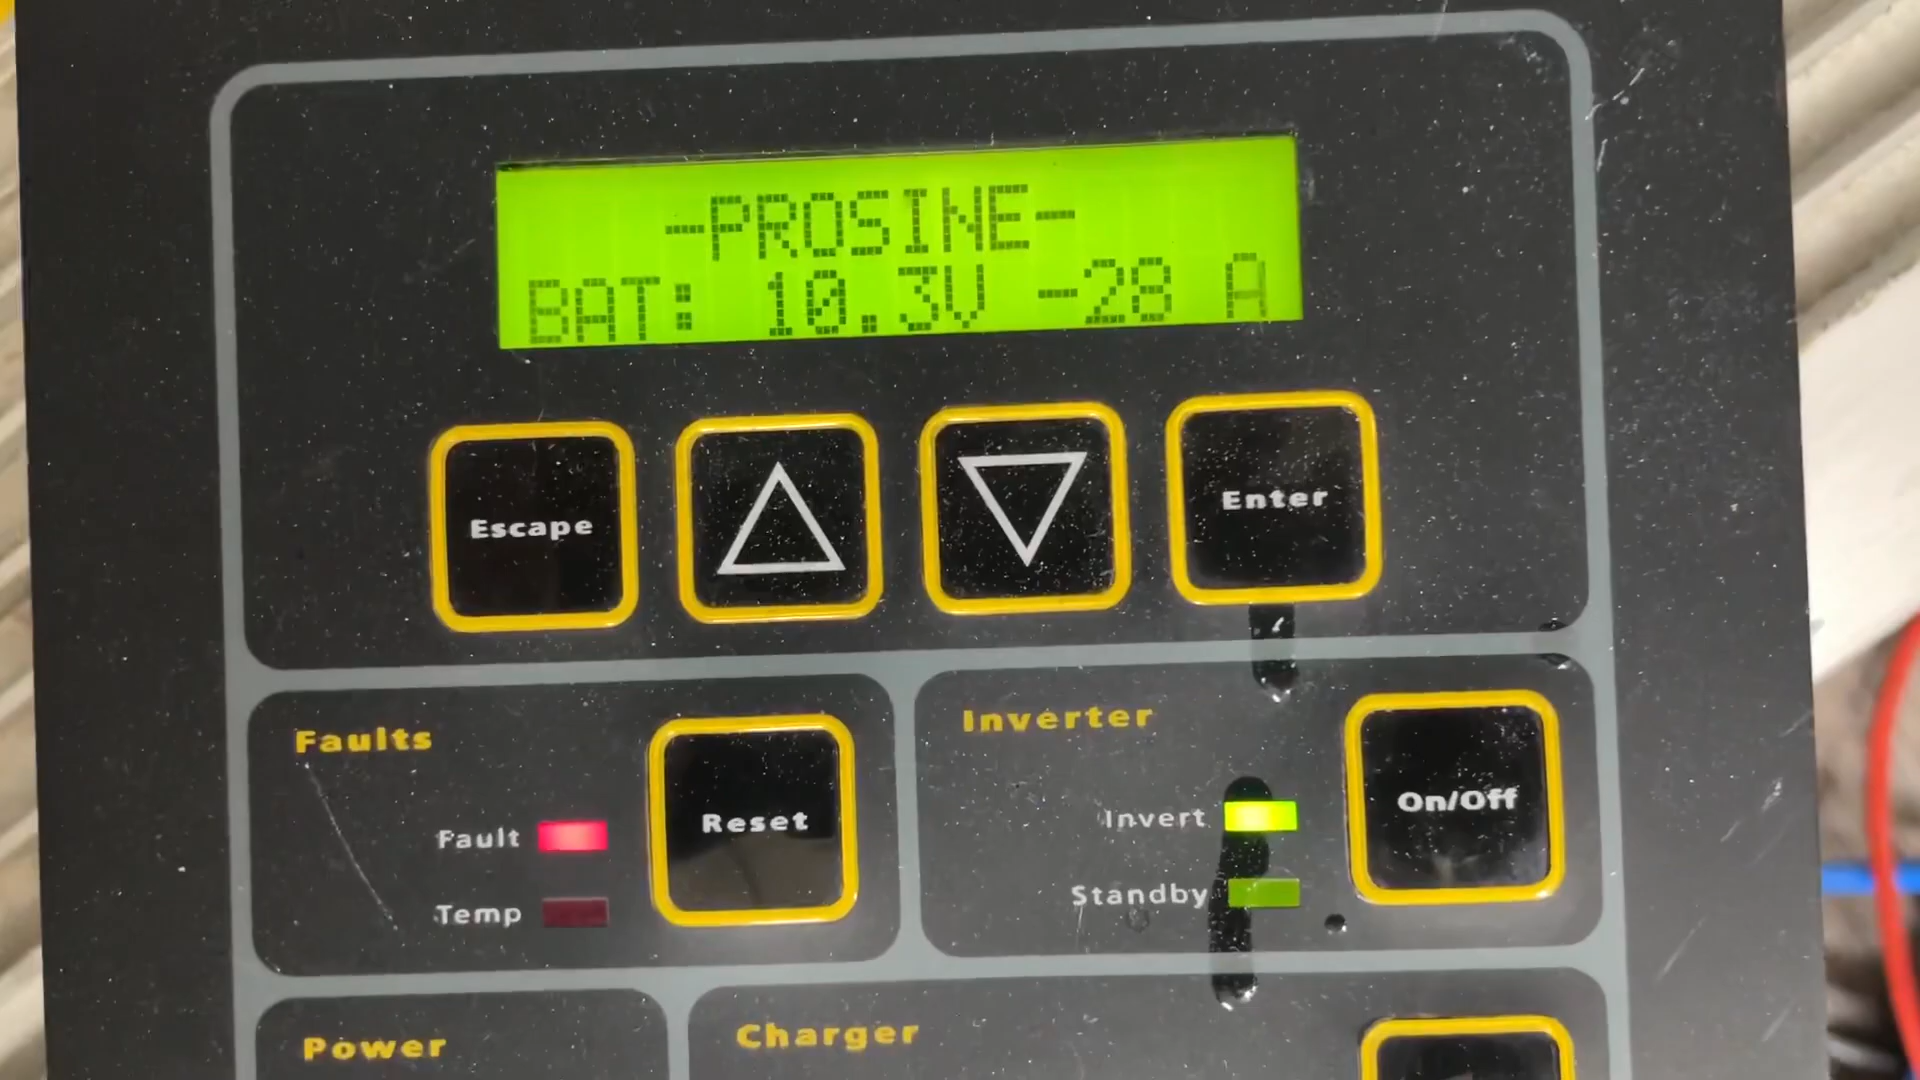 -PROSINE-
BAT: 10.3V -28 A
Escape
Enter
Faults
Fault
Temp
Reset
Inverter
Invert
Standby
On/Off
Power
Charger